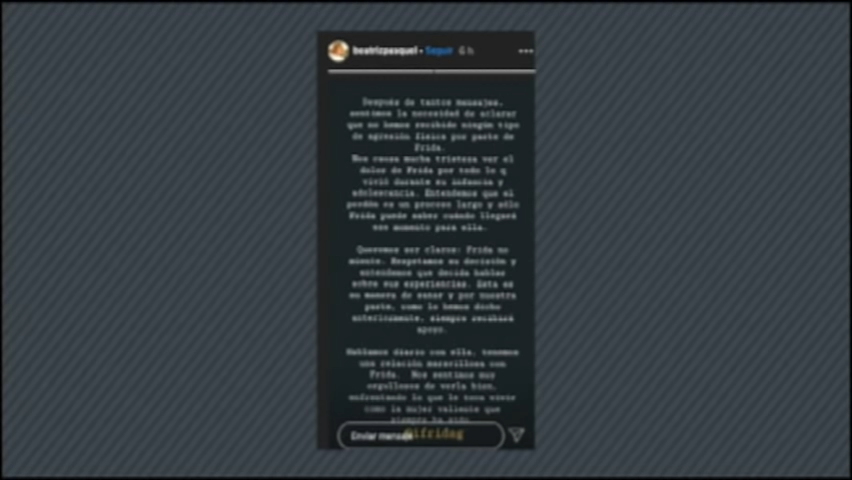 beatrizpasquel • Seguir 6 h
Después de tantos mensajes,
sentimos la necesidad de aclarar
que no hemos recibido ningún tipo
de agresión física por parte de
Frida.
Nos causa mucha tristeza ver el
dolor de Frida por todo lo q
vivió durante su infancia y
adolescencia. Entendemos que el
perdón es un proceso largo y sólo
Frida puede saber cuándo llegará
ese momento para ella.
Queremos ser claros: Frida no
miente. Respetamos su decisión y
entendemos que decida hablar
sobre sus experiencias. Esta es
su manera de sanar y por nuestra
parte, como lo hemos dicho
anteriormente, siempre recibirá
apoyo.
Hablamos diario con ella, tenemos
una relación maravillosa con
Frida. Nos sentimos muy
orgullosos de verla bien,
enfrentando lo que le toca vivir
como la mujer valiente que
siempre ha sido.
Enviar mensaje @ifridag